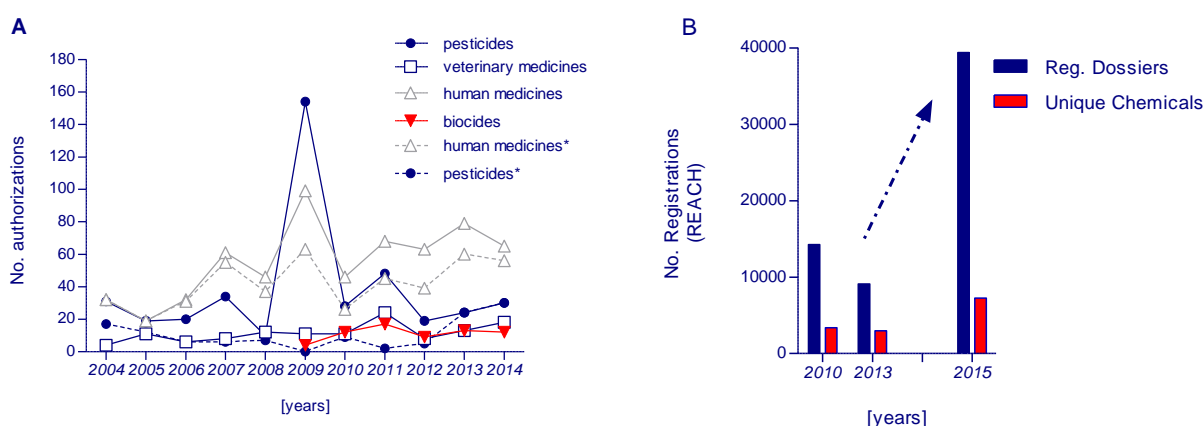 A
No. authorizations
180
160
140
120
100
80
60
40
20
0
pesticides
veterinary medicines
human medicines
biocides
human medicines*
pesticides*
2004 2005 2006 2007 2008 2009 2010 2011 2012 2013 2014
[years]
B
No. Registrations
(REACH)
40000
30000
20000
10000
0
Reg. Dossiers
Unique Chemicals
2010 2013 2015
[years]